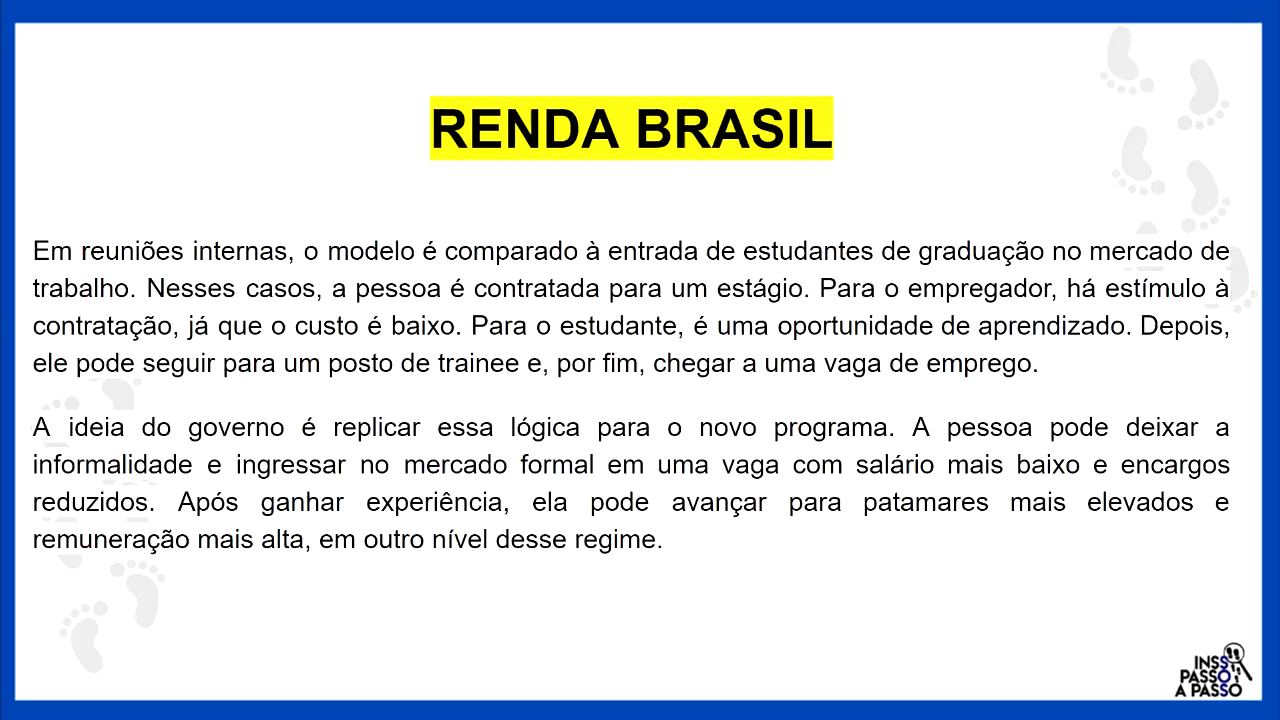 RENDA BRASIL
Em reuniões internas, o modelo é comparado à entrada de estudantes de graduação no mercado de
trabalho. Nesses casos, a pessoa é contratada para um estágio. Para o empregador, há estímulo à
contratação, já que o custo é baixo. Para o estudante, é uma oportunidade de aprendizado. Depois,
ele pode seguir para um posto de trainee e, por fim, chegar a uma vaga de emprego.
A ideia do governo é replicar essa lógica para o novo programa. A pessoa pode deixar a
informalidade e ingressar no mercado formal em uma vaga com salário mais baixo e encargos
reduzidos. Após ganhar experiência, ela pode avançar para patamares mais elevados e
remuneração mais alta, em outro nível desse regime.
INSS
PASSO
A PASSO